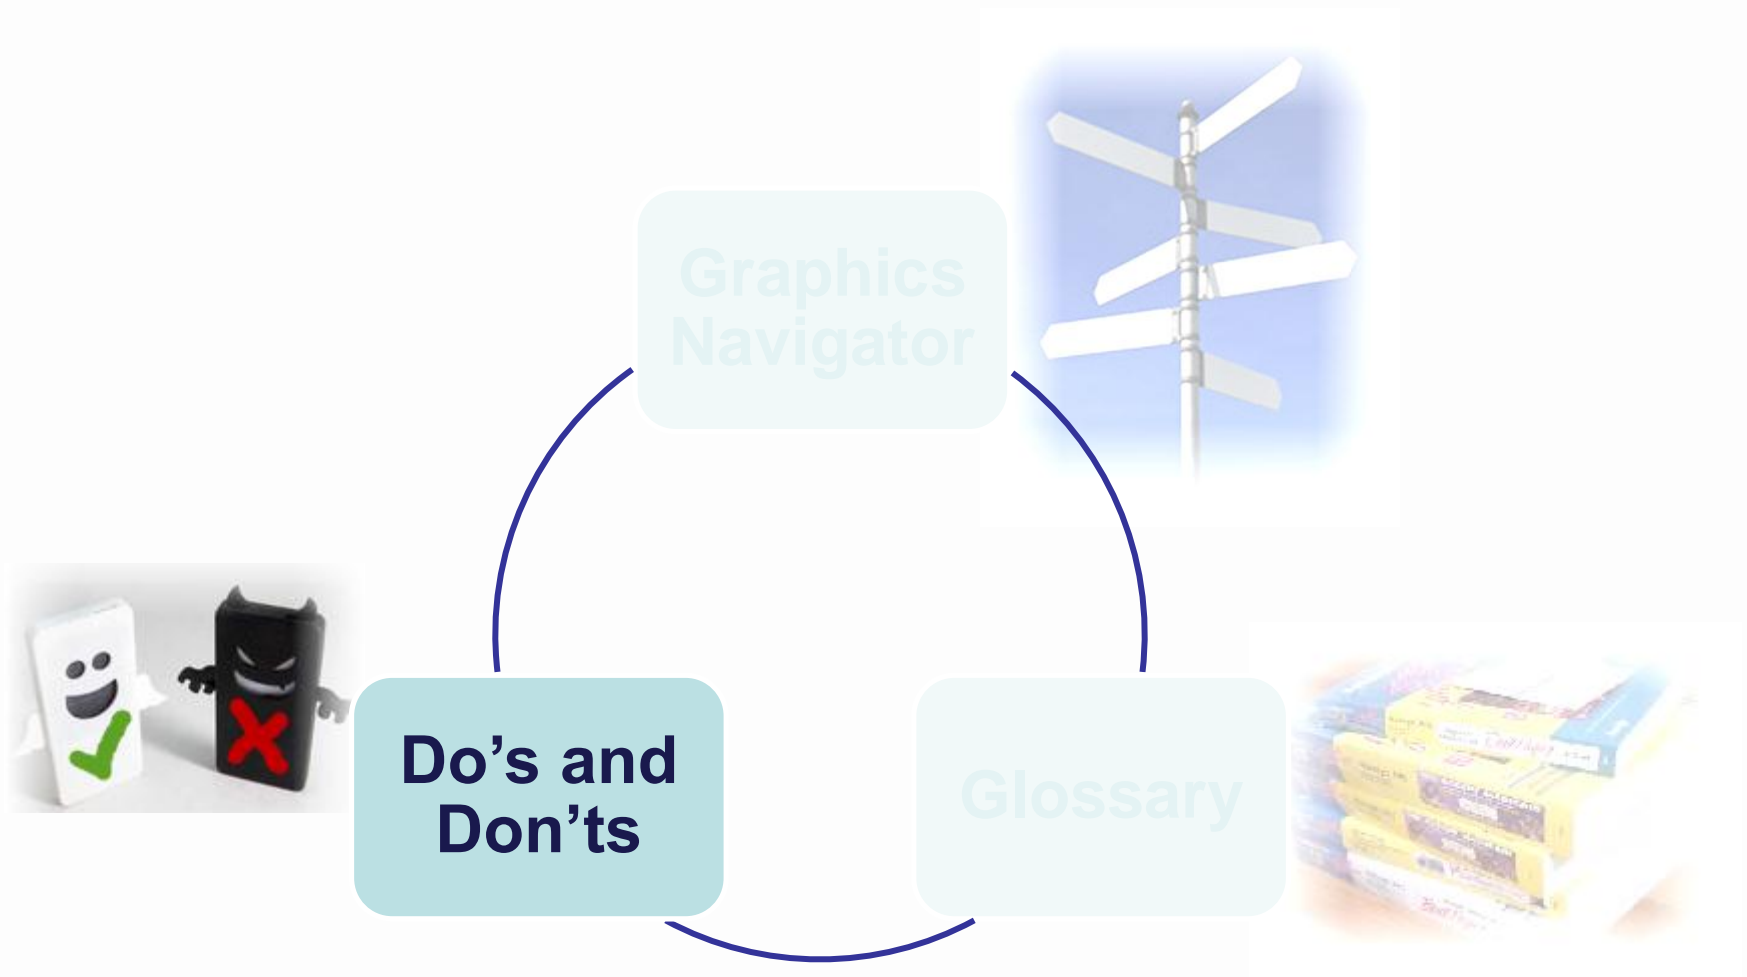 Graphics
Navigator
Do’s and
Don’ts
Glossary